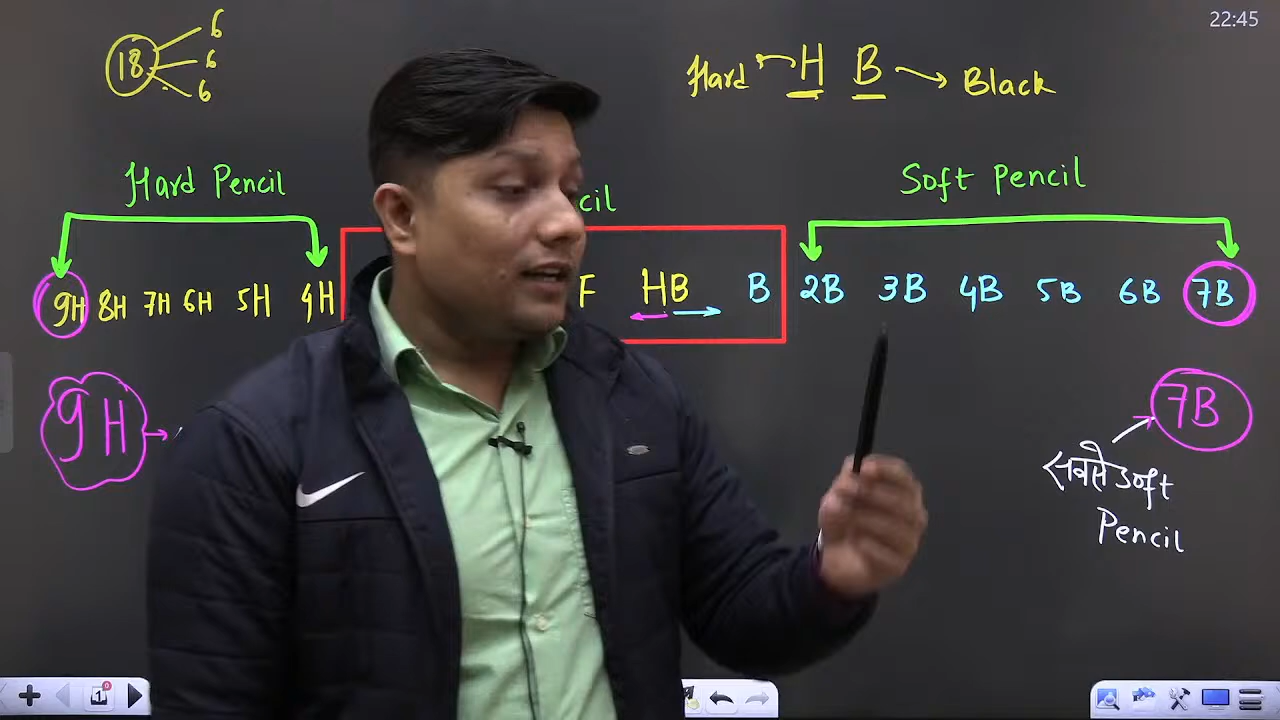 22:45
18
6
6
6
Hard H B Black
Hard Pencil
cil
Soft Pencil
9H 8H 7H 6H 5H 4H F HB B 2B 3B 4B 5B 6B 7B
9H
7B
सबसे soft
Pencil